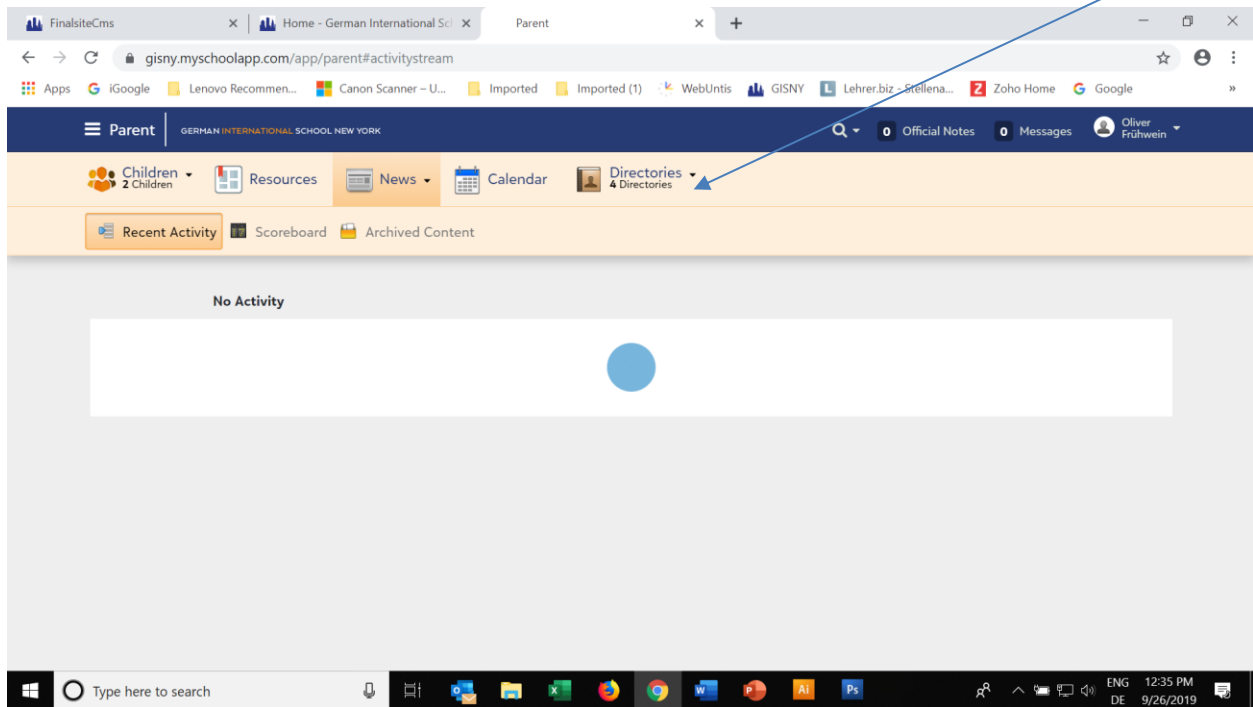 FinalsiteCms
Home - German International Sch
Parent
gisny.myschoolapp.com/app/parent#activitystream
Apps iGoogle Lenovo Recommen... Canon Scanner – U... Imported Imported (1) WebUntis GISNY Lehrer.biz - Stellena... Zoho Home Google »
Parent GERMAN INTERNATIONAL SCHOOL NEW YORK 0 Official Notes 0 Messages Oliver
Frühwein
Children Resources News Calendar Directories
2 Children 4 Directories
Recent Activity Scoreboard Archived Content
No Activity
Type here to search ENG 12:35 PM
DE 9/26/2019